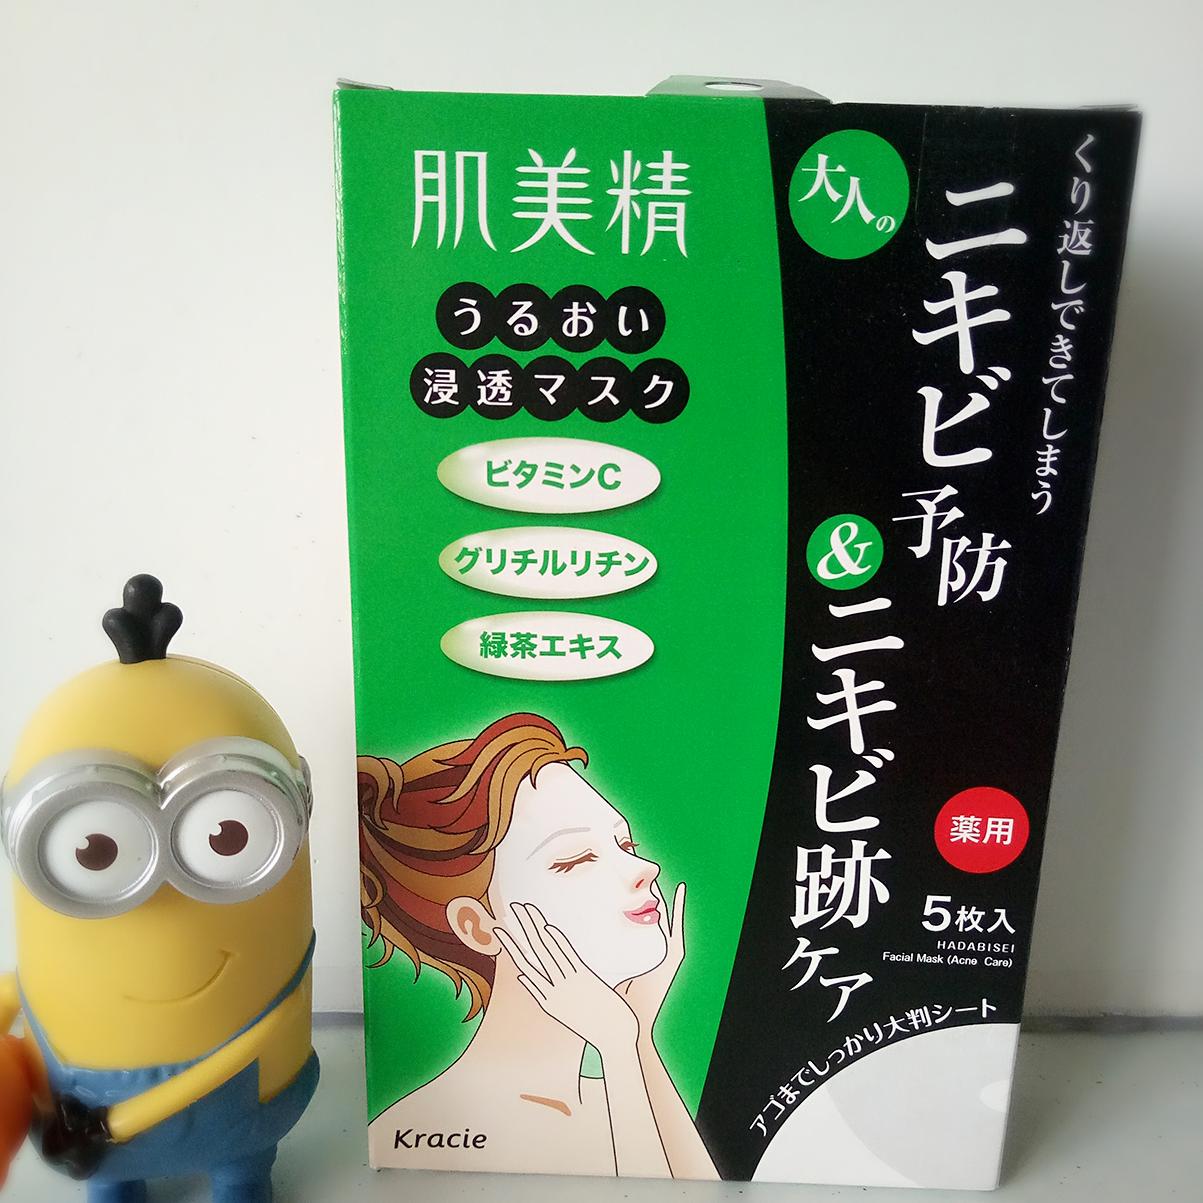 肌美精
うるおい
浸透マスク
ビタミンC
グリチルリチン
緑茶エキス
Kracie
くり返しできてしまう
大人の
ニキビ予防
&ニキビ跡ケア
薬用
5枚入
HADABISEI
Facial Mask (Acne Care)
アゴまでしっかり大判シート